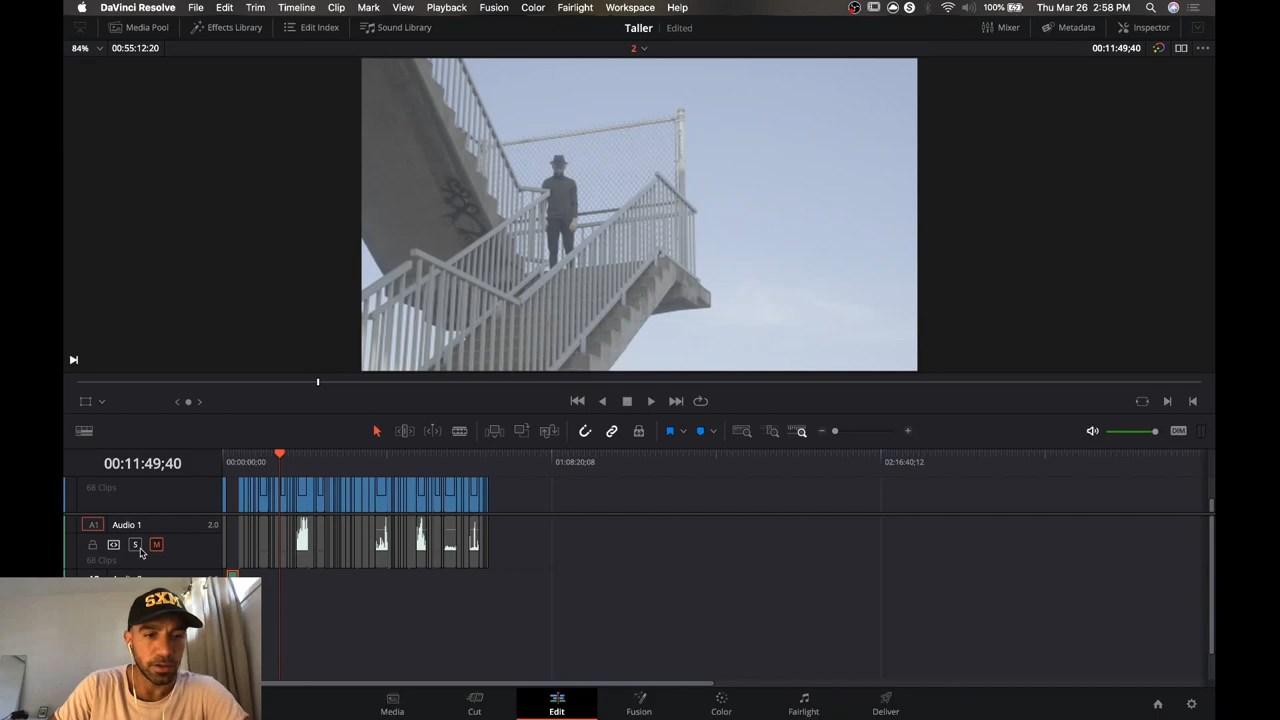 DaVinci Resolve File Edit Trim Timeline Clip Mark View Playback Fusion Color Fairlight Workspace Help 100% Thu Mar 26 2:58 PM
Media Pool Effects Library Edit Index Sound Library Taller Edited Mixer Metadata Inspector
84% 00:55:12:20 2 00:11:49;40
DIM
00:11:49;40 00:00:00;00 01:08:20;08 02:16:40;12
68 Clips
A1 Audio 1 2.0
S M
68 Clips
SXM
Media Cut Edit Fusion Color Fairlight Deliver